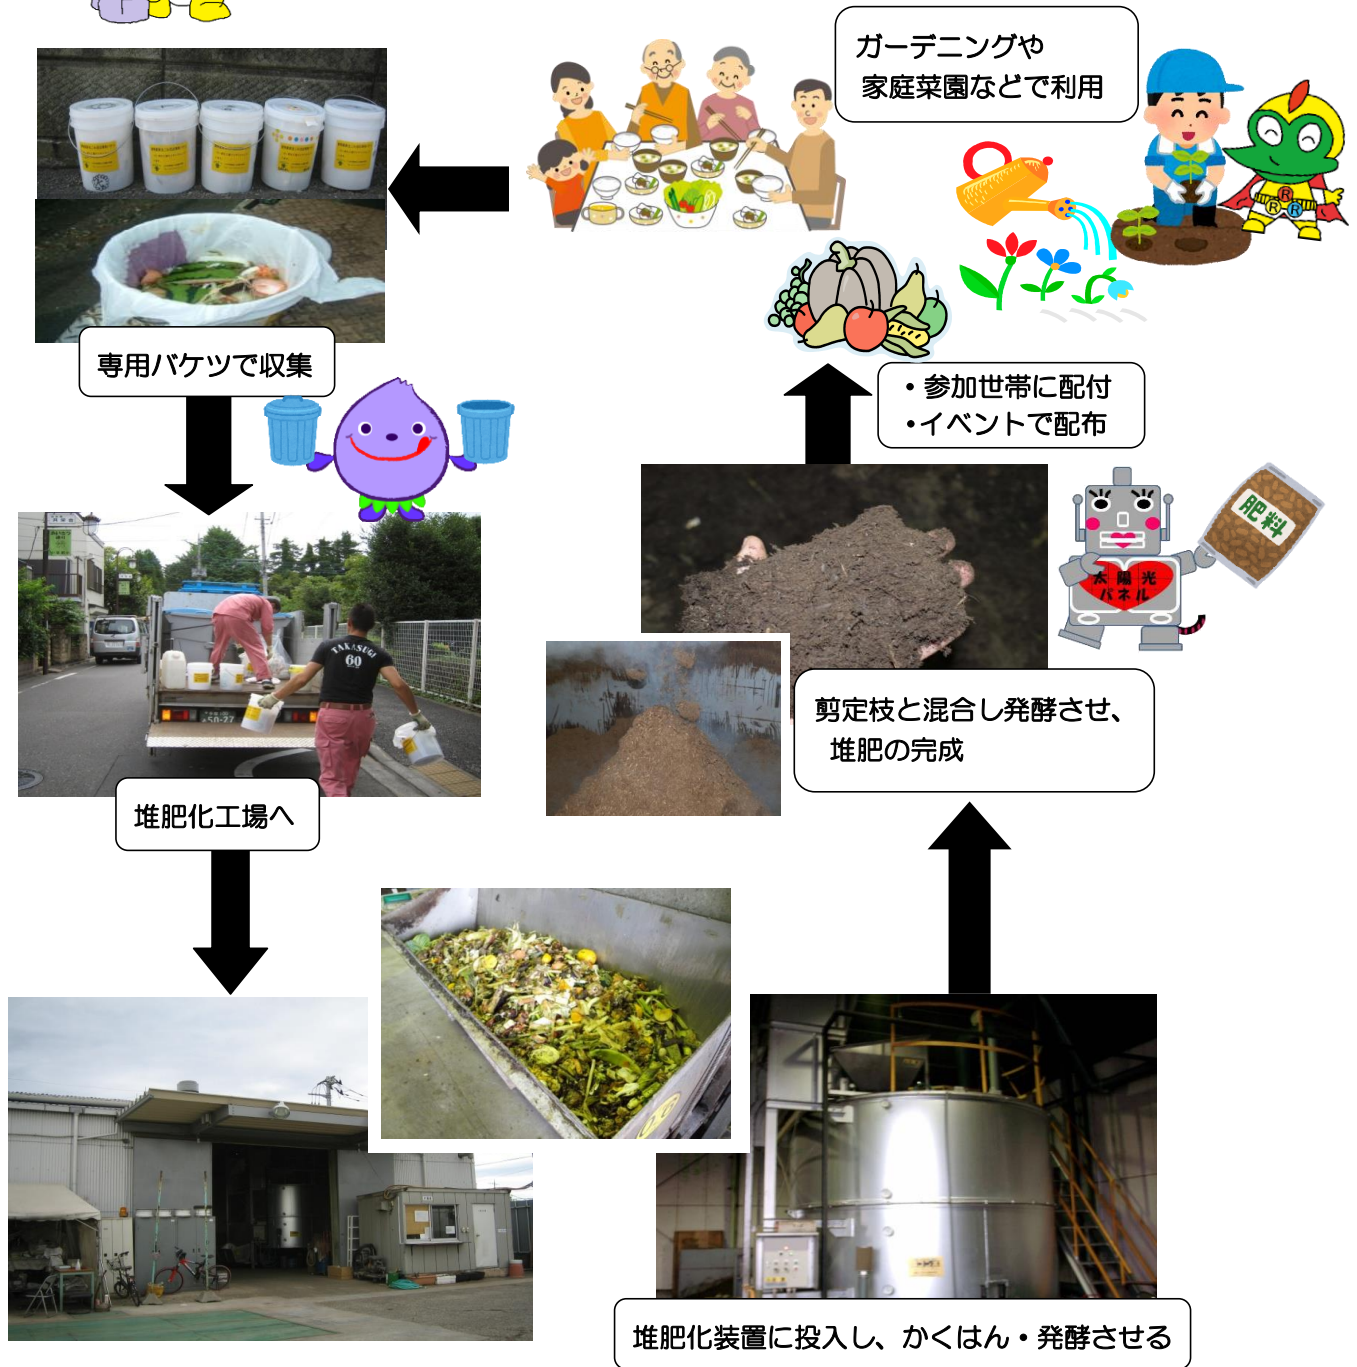 ガーデニングや
家庭菜園などで利用
専用バケツで収集
・参加世帯に配付
・イベントで配布
肥料
太陽光
パネル
TAKASUGI
60
50-27
剪定枝と混合し発酵させ、
堆肥の完成
堆肥化工場へ
堆肥化装置に投入し、かくはん・発酵させる
R
R R